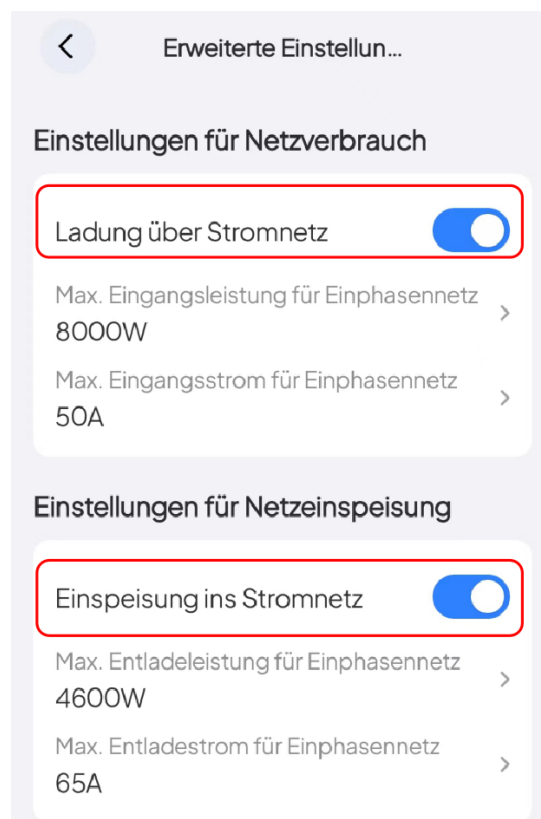 Erweiterte Einstellun...
Einstellungen für Netzverbrauch
Ladung über Stromnetz
Max. Eingangsleistung für Einphasennetz
8000W
Max. Eingangsstrom für Einphasennetz
50A
Einstellungen für Netzeinspeisung
Einspeisung ins Stromnetz
Max. Entladeleistung für Einphasennetz
4600W
Max. Entladestrom für Einphasennetz
65A